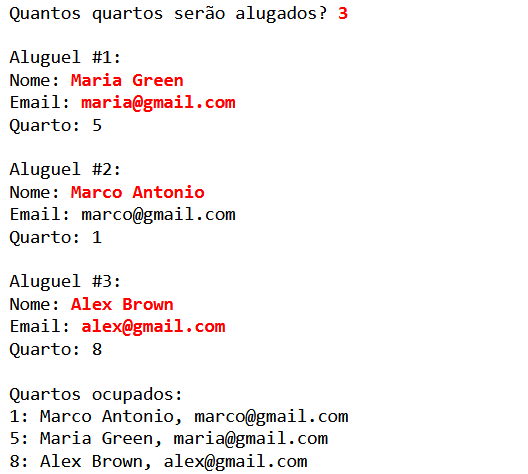 Quantos quartos serão alugados? 3
Aluguel #1:
Nome: Maria Green
Email: maria@gmail.com
Quarto: 5
Aluguel #2:
Nome: Marco Antonio
Email: marco@gmail.com
Quarto: 1
Aluguel #3:
Nome: Alex Brown
Email: alex@gmail.com
Quarto: 8
Quartos ocupados:
1: Marco Antonio, marco@gmail.com
5: Maria Green, maria@gmail.com
8: Alex Brown, alex@gmail.com